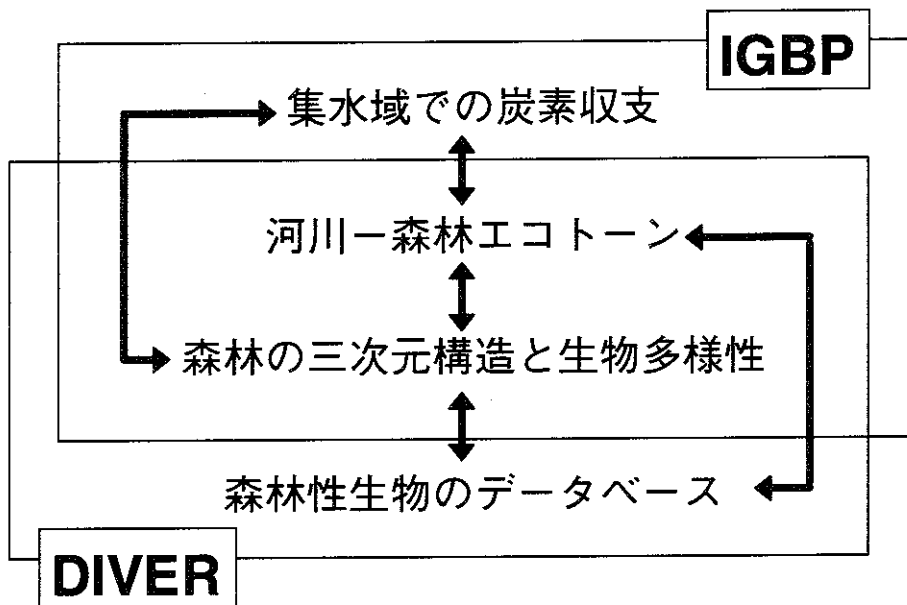 IGBP
集水域での炭素収支
河川ー森林エコトーン
森林の三次元構造と生物多様性
森林性生物のデータベース
DIVER